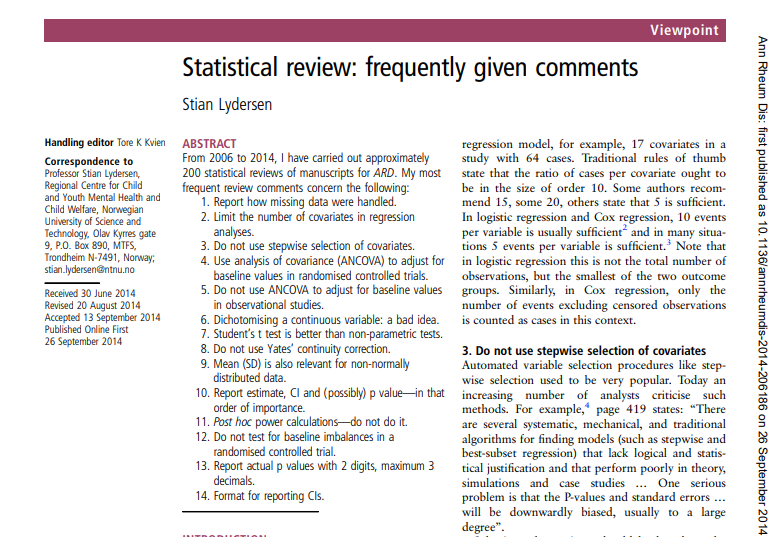 Viewpoint
Statistical review: frequently given comments
Stian Lydersen
Handling editor Tore K Kvien
Correspondence to
Professor Stian Lydersen,
Regional Centre for Child
and Youth Mental Health and
Child Welfare, Norwegian
University of Science and
Technology, Olav Kyrres gate
9, P.O. Box 890, MTFS,
Trondheim N-7491, Norway;
stian.lydersen@ntnu.no
Received 30 June 2014
Revised 20 August 2014
Accepted 13 September 2014
Published Online First
26 September 2014
ABSTRACT
From 2006 to 2014, I have carried out approximately
200 statistical reviews of manuscripts for ARD. My most
frequent review comments concern the following:
1. Report how missing data were handled.
2. Limit the number of covariates in regression
analyses.
3. Do not use stepwise selection of covariates.
4. Use analysis of covariance (ANCOVA) to adjust for
baseline values in randomised controlled trials.
5. Do not use ANCOVA to adjust for baseline values
in observational studies.
6. Dichotomising a continuous variable: a bad idea.
7. Student's t test is better than non-parametric tests.
8. Do not use Yates' continuity correction.
9. Mean (SD) is also relevant for non-normally
distributed data.
10. Report estimate, CI and (possibly) p value—in that
order of importance.
11. Post hoc power calculations—do not do it.
12. Do not test for baseline imbalances in a
randomised controlled trial.
13. Report actual p values with 2 digits, maximum 3
decimals.
14. Format for reporting CIs.
regression model, for example, 17 covariates in a
study with 64 cases. Traditional rules of thumb
state that the ratio of cases per covariate ought to
be in the size of order 10. Some authors recom-
mend 15, some 20, others state that 5 is sufficient.
In logistic regression and Cox regression, 10 events
per variable is usually sufficient2 and in many situa-
tions 5 events per variable is sufficient.3 Note that
in logistic regression this is not the total number of
observations, but the smallest of the two outcome
groups. Similarly, in Cox regression, only the
number of events excluding censored observations
is counted as cases in this context.
3. Do not use stepwise selection of covariates
Automated variable selection procedures like step-
wise selection used to be very popular. Today an
increasing number of analysts criticise such
methods. For example,4 page 419 states: “There
are several systematic, mechanical, and traditional
algorithms for finding models (such as stepwise and
best-subset regression) that lack logical and statis-
tical justification and that perform poorly in theory,
simulations and case studies … One serious
problem is that the P-values and standard errors …
will be downwardly biased, usually to a large
degree”.
Ann Rheum Dis: first published as 10.1136/annrheumdis-2014-206186 on 26 September 2014